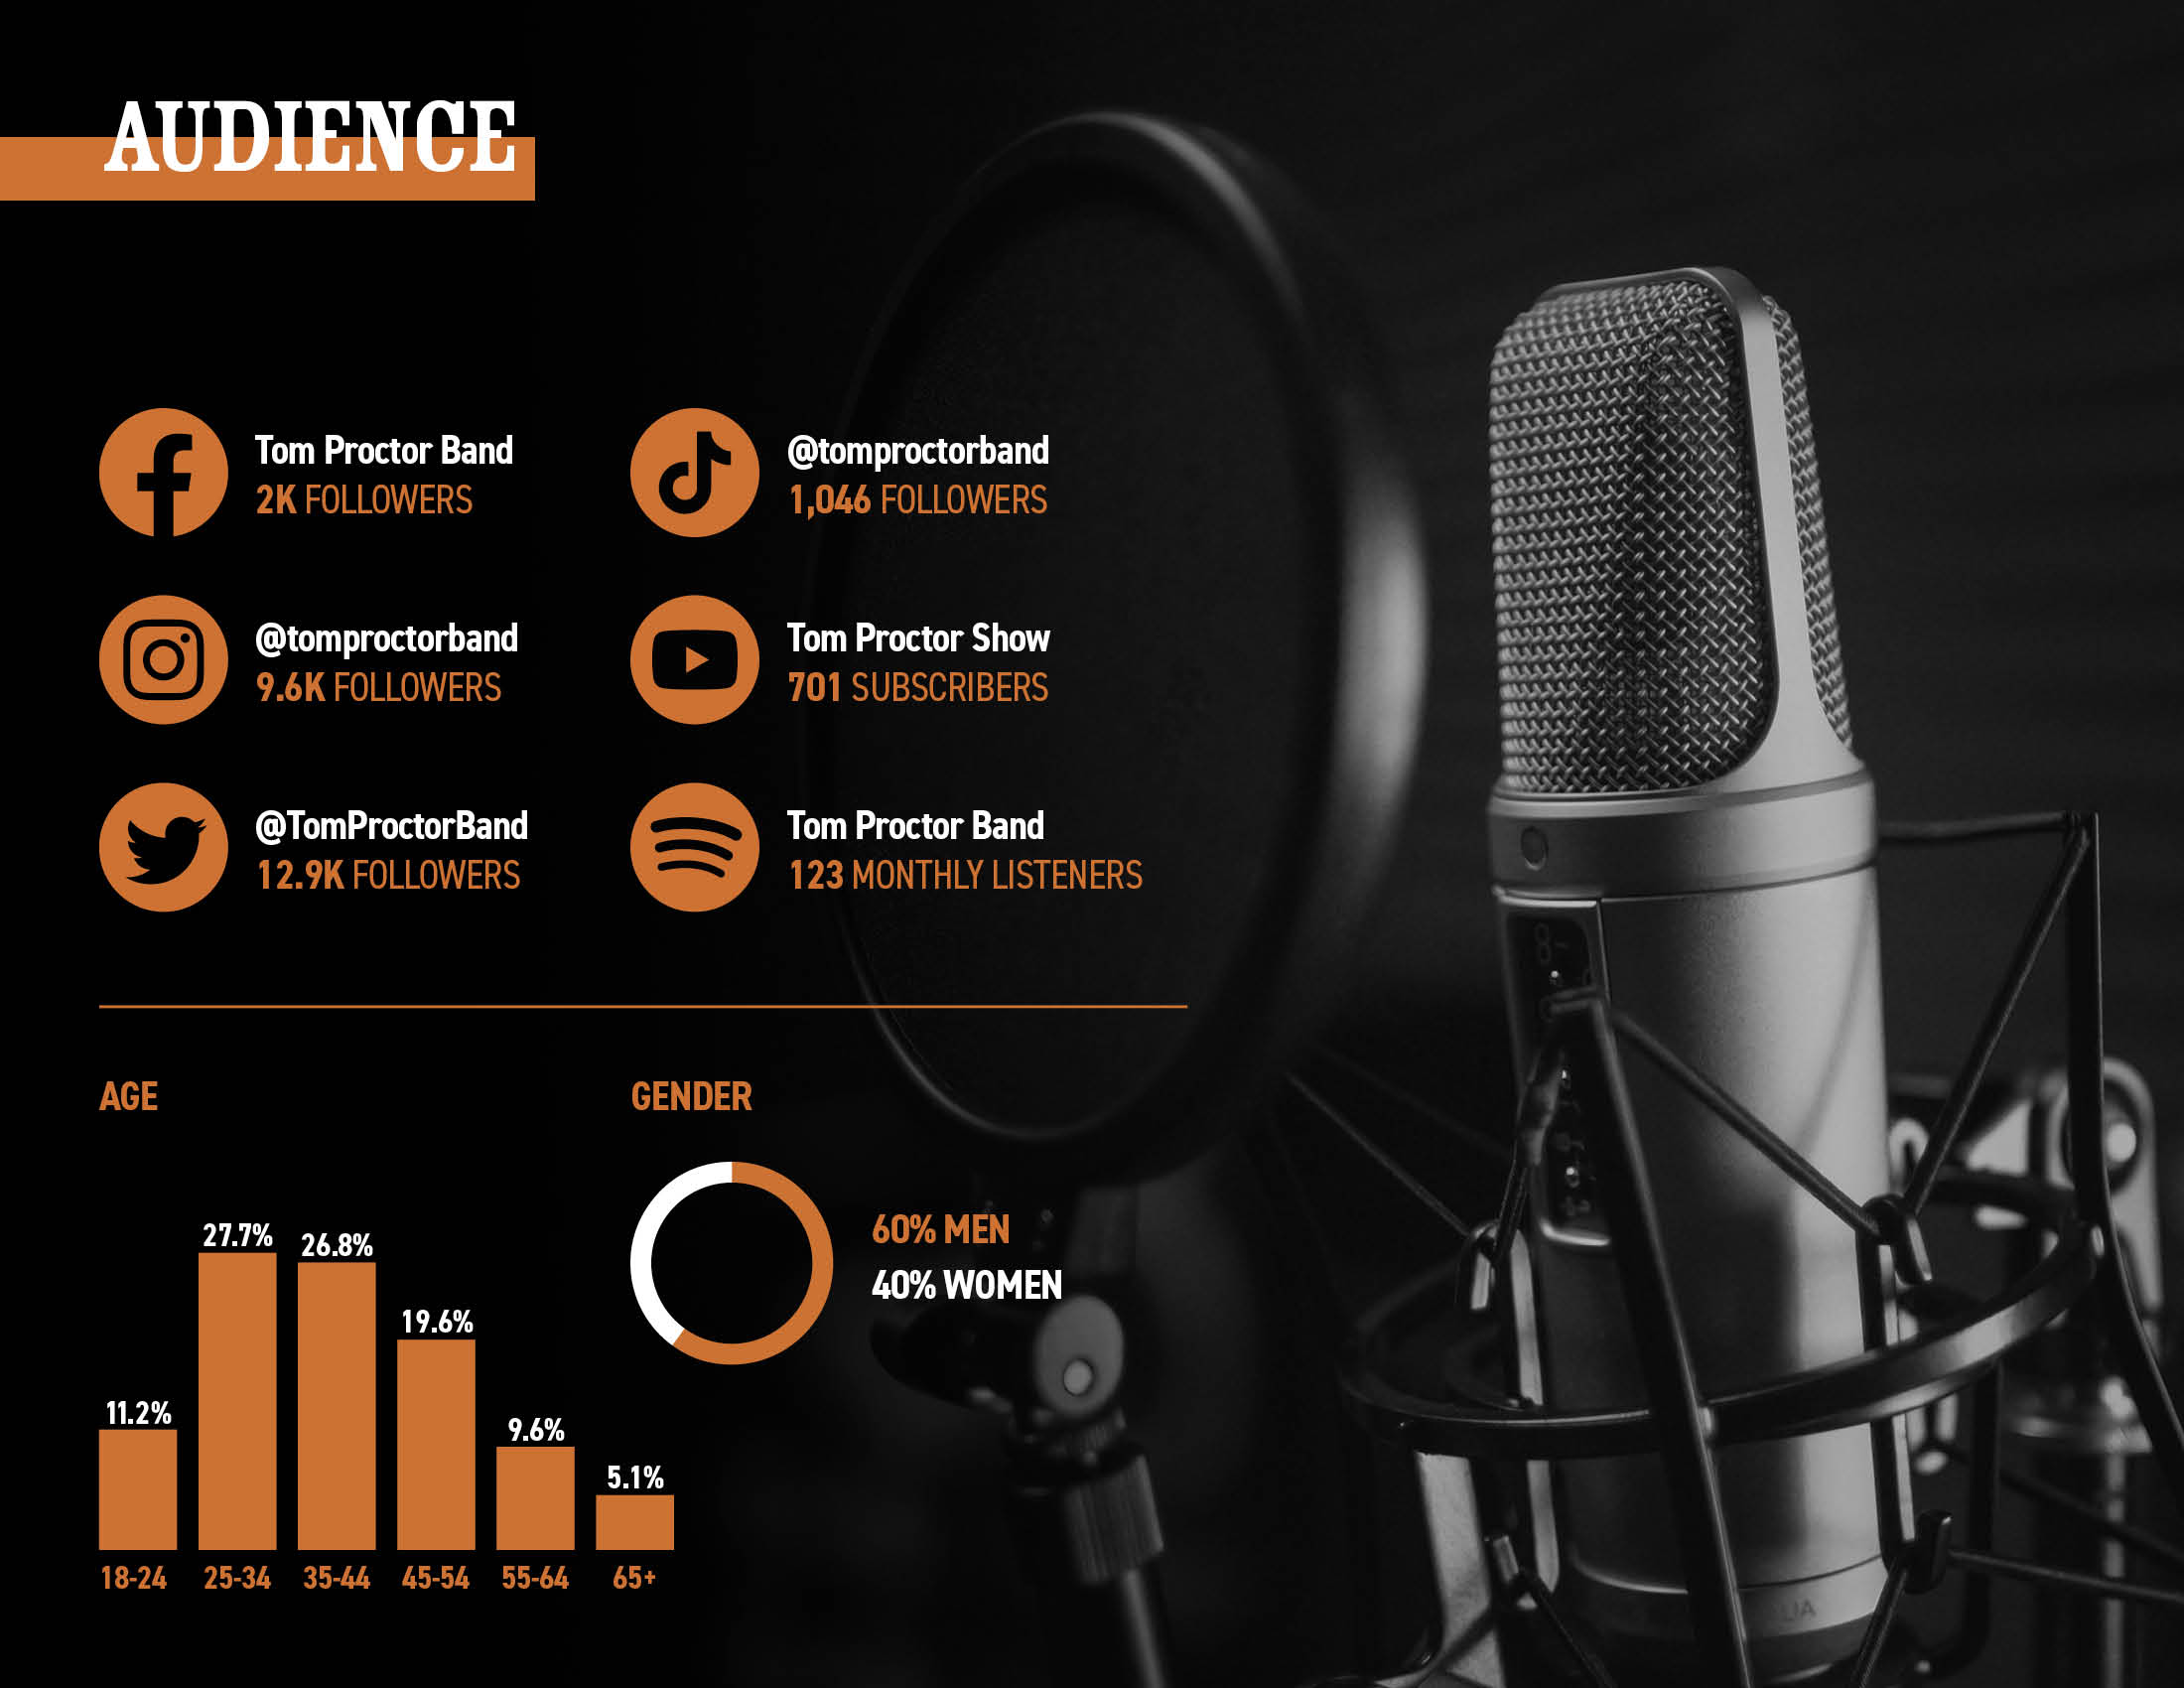 AUDIENCE
Tom Proctor Band
2K FOLLOWERS
@tomproctorband
1,046 FOLLOWERS
@tomproctorband
9.6K FOLLOWERS
Tom Proctor Show
701 SUBSCRIBERS
@TomProctorBand
12.9K FOLLOWERS
Tom Proctor Band
123 MONTHLY LISTENERS
AGE
11.2%
27.7%
26.8%
19.6%
9.6%
5.1%
18-24
25-34
35-44
45-54
55-64
65+
GENDER
60% MEN
40% WOMEN